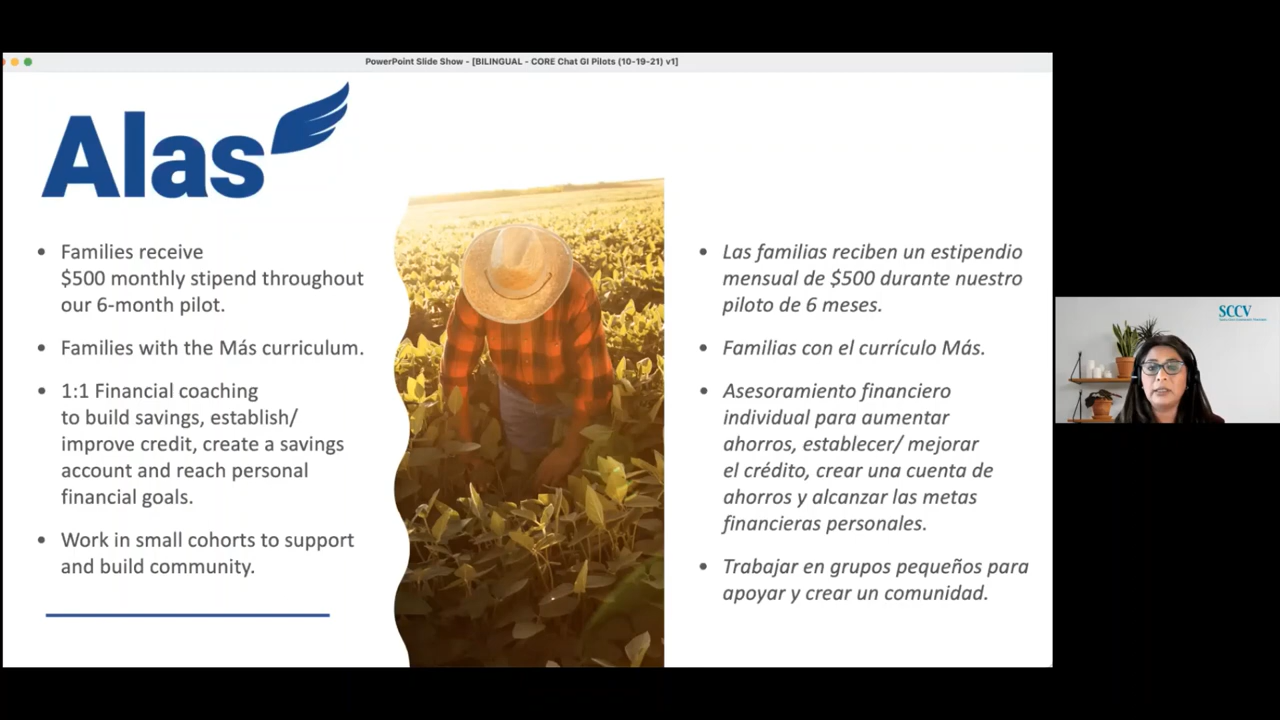 PowerPoint Slide Show - [BILINGUAL - CORE Chat GI Pilots (10-19-21) v1]
Alas
• Families receive
$500 monthly stipend throughout
our 6-month pilot.
• Families with the Más curriculum.
• 1:1 Financial coaching
to build savings, establish/
improve credit, create a savings
account and reach personal
financial goals.
• Work in small cohorts to support
and build community.
• Las familias reciben un estipendio
mensual de $500 durante nuestro
piloto de 6 meses.
• Familias con el currículo Más.
• Asesoramiento financiero
individual para aumentar
ahorros, establecer/ mejorar
el crédito, crear una cuenta de
ahorros y alcanzar las metas
financieras personales.
• Trabajar en grupos pequeños para
apoyar y crear un comunidad.
SCCV